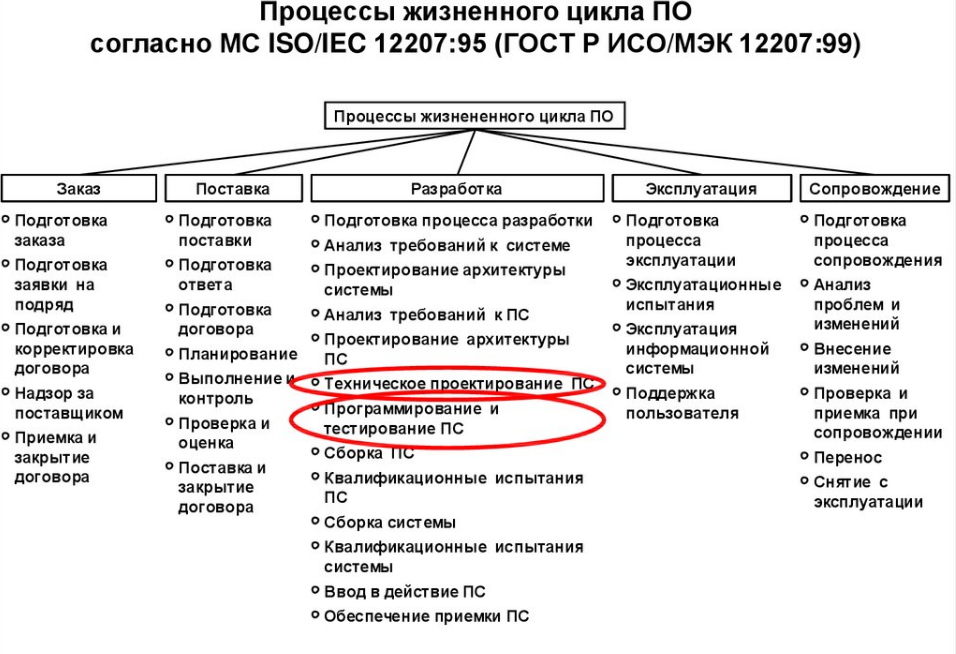 Процессы жизненного цикла ПО
согласно МС ISO/IEC 12207:95 (ГОСТ Р ИСО/МЭК 12207:99)
Процессы жизнененного цикла ПО
Заказ
Подготовка
заказа
Подготовка
заявки на
подряд
Подготовка и
корректировка
договора
Надзор за
поставщиком
Приемка и
закрытие
договора
Поставка
Подготовка
поставки
Подготовка
ответа
Подготовка
договора
Планирование
Выполнение и
контроль
Проверка и
оценка
Поставка и
закрытие
договора
Разработка
Подготовка процесса разработки
Анализ требований к системе
Проектирование архитектуры
системы
Анализ требований к ПС
Проектирование архитектуры
ПС
Техническое проектирование ПС
Программирование и
тестирование ПС
Сборка ПС
Квалификационные испытания
ПС
Сборка системы
Квалификационные испытания
системы
Ввод в действие ПС
Обеспечение приемки ПС
Эксплуатация
Подготовка
процесса
эксплуатации
Эксплуатационные
испытания
Эксплуатация
информационной
системы
Поддержка
пользователя
Сопровождение
Подготовка
процесса
сопровождения
Анализ
проблем и
изменений
Внесение
изменений
Проверка и
приемка при
сопровождении
Перенос
Снятие с
эксплуатации